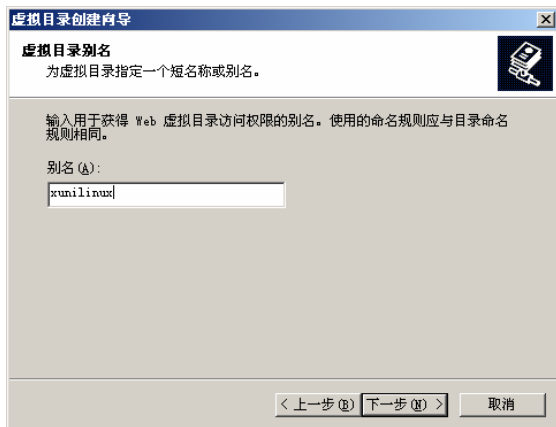 虚拟目录创建向导
虚拟目录别名
为虚拟目录指定一个短名称或别名。
输入用于获得 Web 虚拟目录访问权限的别名。使用的命名规则应与目录命名
规则相同。
别名(A):
xunilinux
< 上一步(B) 下一步(N) > 取消